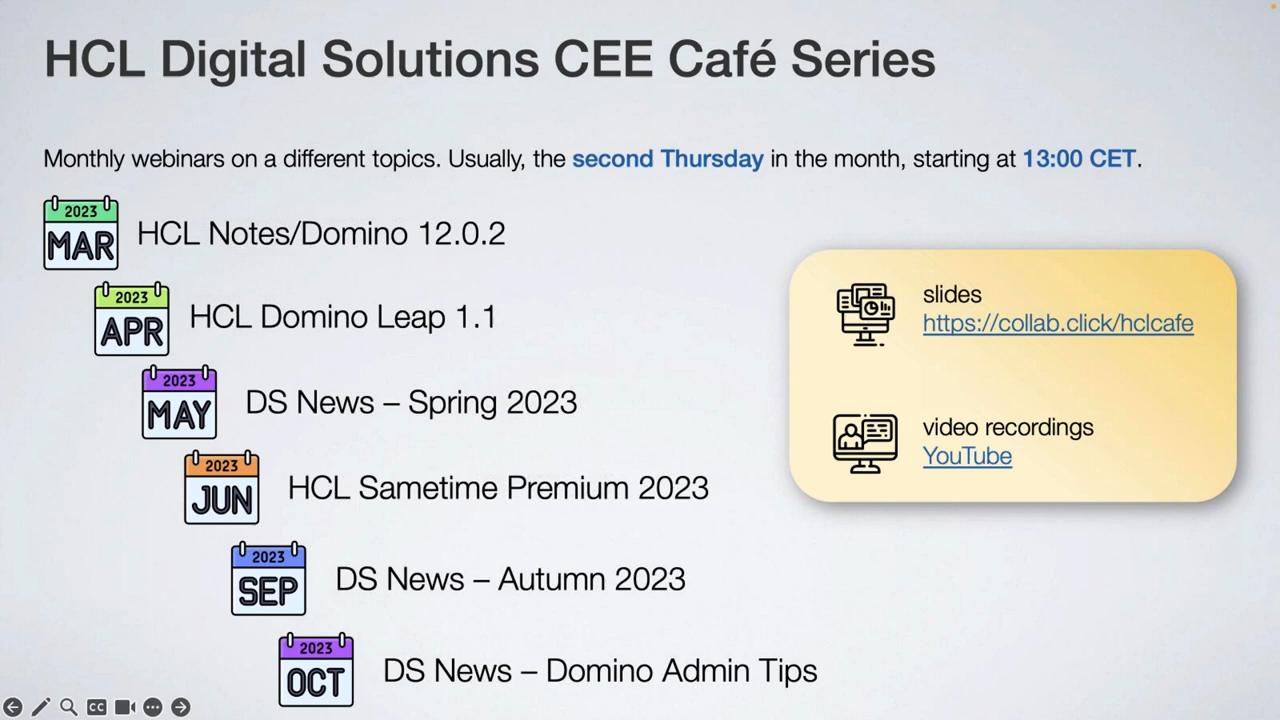 HCL Digital Solutions CEE Café Series
Monthly webinars on a different topics. Usually, the second Thursday in the month, starting at 13:00 CET.
2023
MAR
HCL Notes/Domino 12.0.2
2023
APR
HCL Domino Leap 1.1
2023
MAY
DS News – Spring 2023
2023
JUN
HCL Sametime Premium 2023
2023
SEP
DS News – Autumn 2023
2023
OCT
DS News – Domino Admin Tips
slides
https://collab.click/hclcafe
video recordings
YouTube
CC